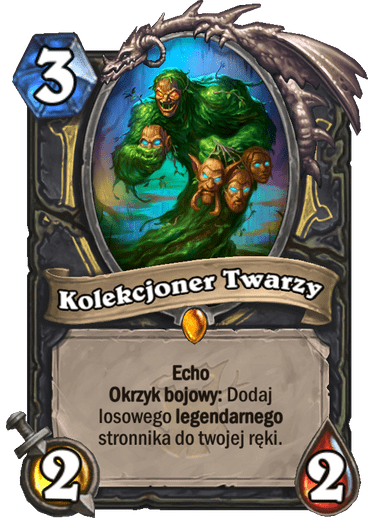 3
Kolekcjoner Twarzy
Echo
Okrzyk bojowy: Dodaj
losowego legendarnego
stronnika do twojej ręki.
2
2